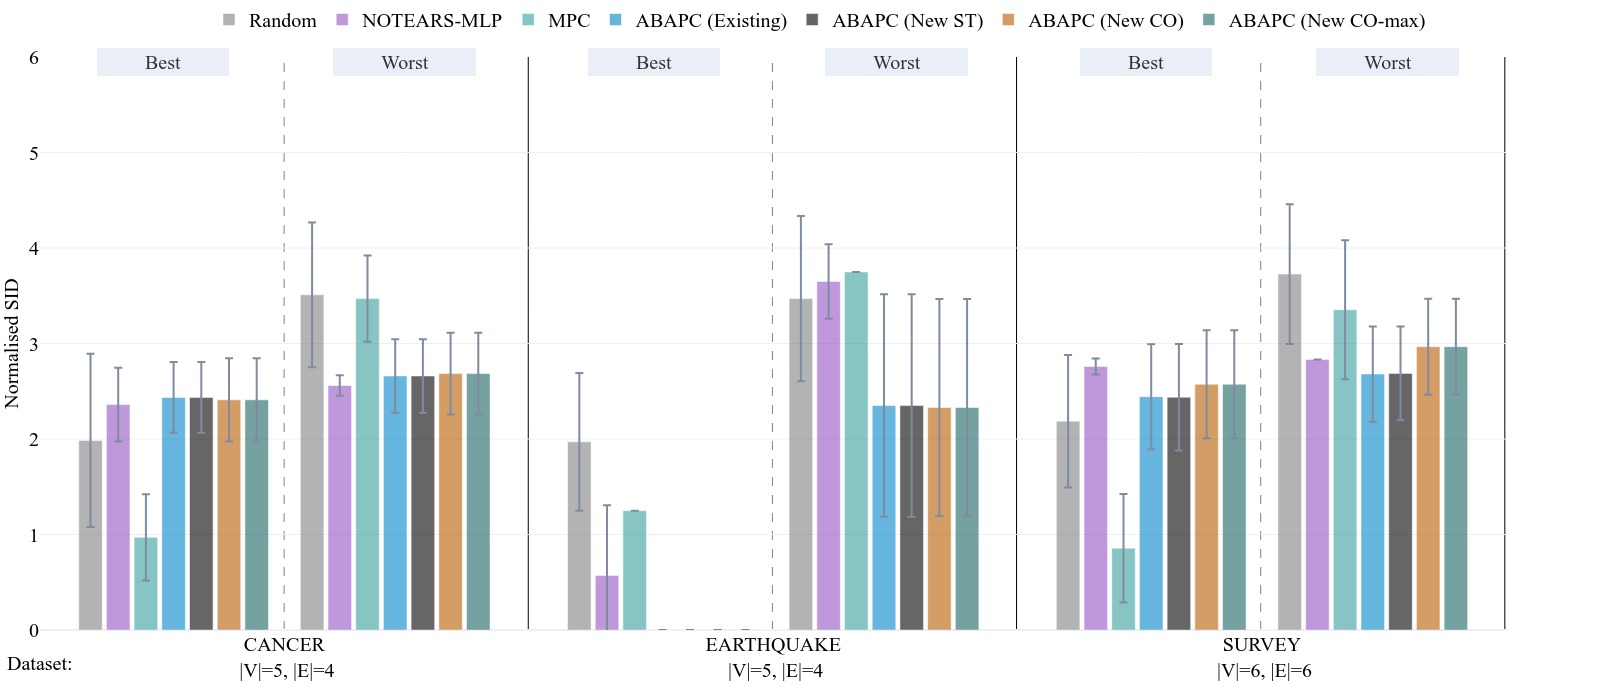 Random NOTEARS-MLP MPC ABAPC (Existing) ABAPC (New ST) ABAPC (New CO) ABAPC (New CO-max)
Best Worst Best Worst Best Worst
6
5
4
3
2
1
0
Normalised SID
CANCER EARTHQUAKE SURVEY
Dataset:
|V|=5, |E|=4 |V|=5, |E|=4 |V|=6, |E|=6